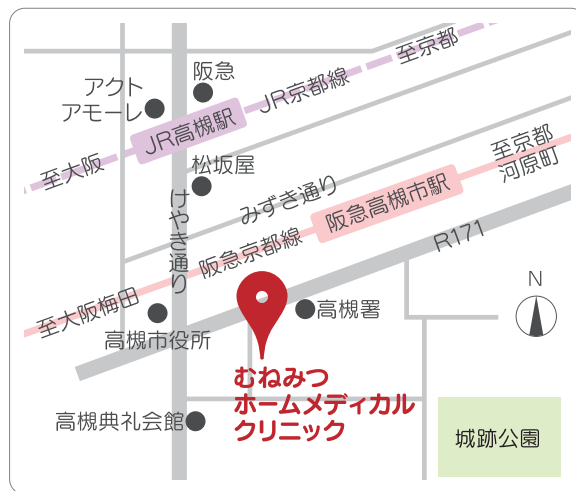 至京都
阪急
アクト
アモーレ
JR京都線
JR高槻駅
至大阪
松坂屋
けやき通り
みずき通り
至京都
河原町
阪急高槻市駅
阪急京都線
R171
至大阪梅田
高槻市役所
高槻署
N
むねみつ
ホームメディカル
クリニック
高槻典礼会館
城跡公園